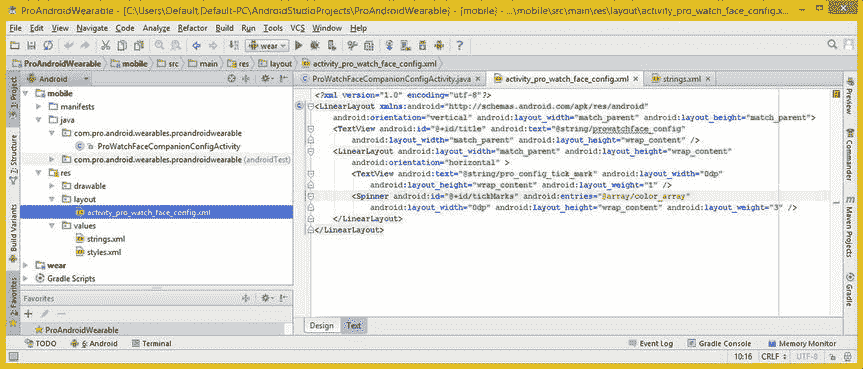 ProAndroidWearable - [C:\Users\Default.Default-PC\AndroidStudioProjects\ProAndroidWearable] - [mobile] - ...\mobile\src\main\res\layout\activity_pro_watch_face_config.x...
File Edit View Navigate Code Analyze Refactor Build Run Tools VCS Window Help
wear
ProAndroidWearable mobile src main res layout activity_pro_watch_face_config.xml
Android
ProWatchFaceCompanionConfigActivity.java × activity_pro_watch_face_config.xml × strings.xml ×
1: Project
mobile
manifests
java
com.pro.android.wearables.proandroidwearable
ProWatchFaceCompanionConfigActivity
com.pro.android.wearables.proandroidwearable (androidTest)
res
drawable
layout
activity_pro_watch_face_config.xml
values
strings.xml
styles.xml
wear
Gradle Scripts
7: Structure
Build Variants
2: Favorites
<?xml version="1.0" encoding="utf-8"?>
<LinearLayout xmlns:android="http://schemas.android.com/apk/res/android"
android:orientation="vertical" android:layout_width="match_parent" android:layout_height="match_parent">
<TextView android:id="@+id/title" android:text="@string/prowatchface_config"
android:layout_width="match_parent" android:layout_height="wrap_content" />
<LinearLayout android:layout_width="match_parent" android:layout_height="wrap_content"
android:orientation="horizontal" >
<TextView android:text="@string/pro_config_tick_mark" android:layout_width="0dp"
android:layout_height="wrap_content" android:layout_weight="1" />
<Spinner android:id="@+id/tickMarks" android:entries="@array/color_array"
android:layout_width="0dp" android:layout_height="wrap_content" android:layout_weight="3" />
</LinearLayout>
</LinearLayout>
Preview
Maven Projects
Gradle
Commander
Favorites
ProAndroidWearable
Design Text
TODO 6: Android Terminal Event Log Gradle Console Memory Monitor
10:16 CRLF UTF-8